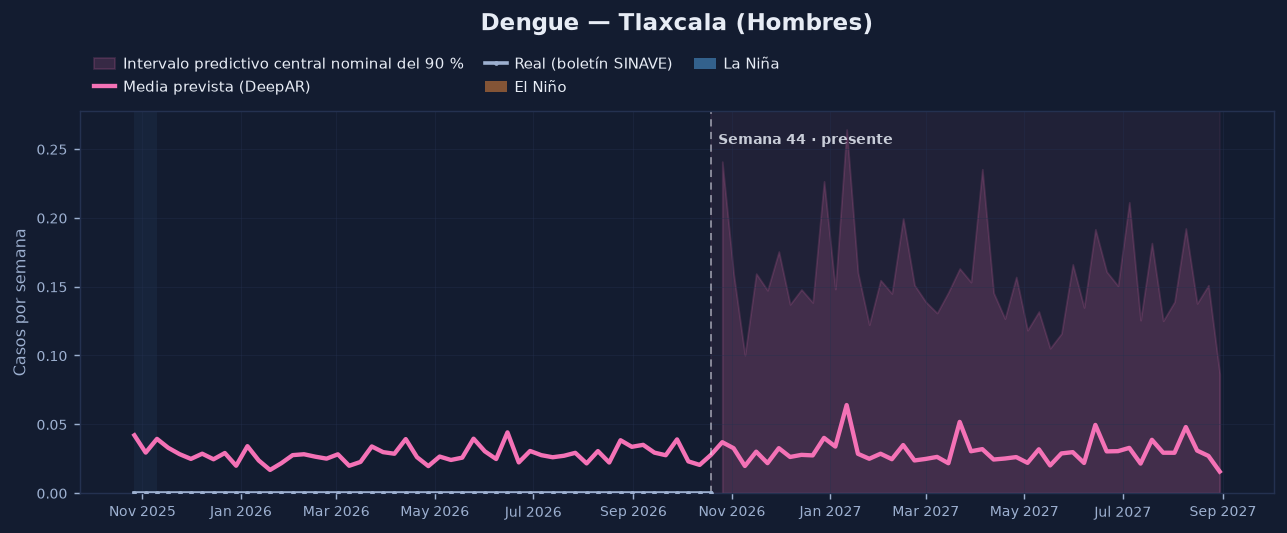 Dengue — Tlaxcala (Hombres)
Intervalo predictivo central nominal del 90 %
Real (boletín SINAVE)
La Niña
Media prevista (DeepAR)
El Niño
Semana 44 · presente
Casos por semana
0.25
0.20
0.15
0.10
0.05
0.00
Nov 2025
Jan 2026
Mar 2026
May 2026
Jul 2026
Sep 2026
Nov 2026
Jan 2027
Mar 2027
May 2027
Jul 2027
Sep 2027